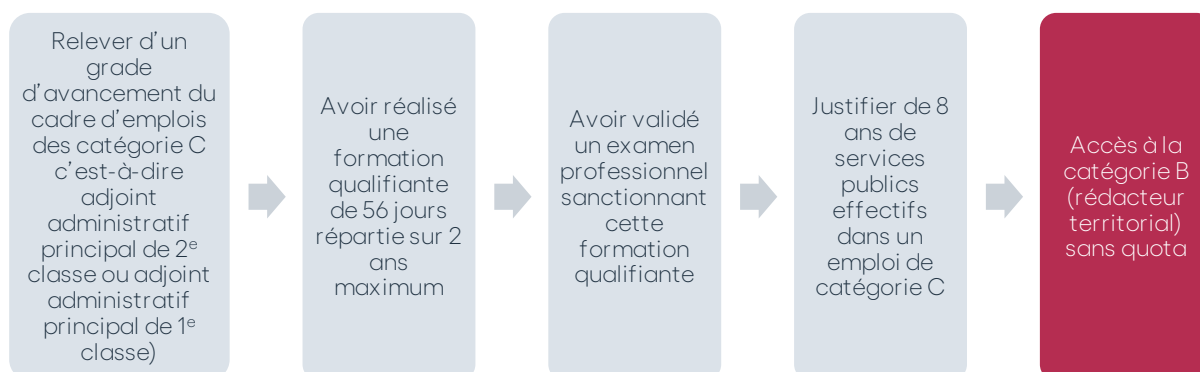 Relever d'un
grade
d'avancement du
cadre d'emplois
des catégorie C
c'est-à-dire
adjoint
administratif
principal de 2e
classe ou adjoint
administratif
principal de 1e
classe)
Avoir réalisé
une
formation
qualifiante
de 56 jours
répartie sur 2
ans
maximum
Avoir validé
un examen
professionnel
sanctionnant
cette
formation
qualifiante
Justifier de 8
ans de
services
publics
effectifs
dans un
emploi de
catégorie C
Accès à la
catégorie B
(rédacteur
territorial)
sans quota